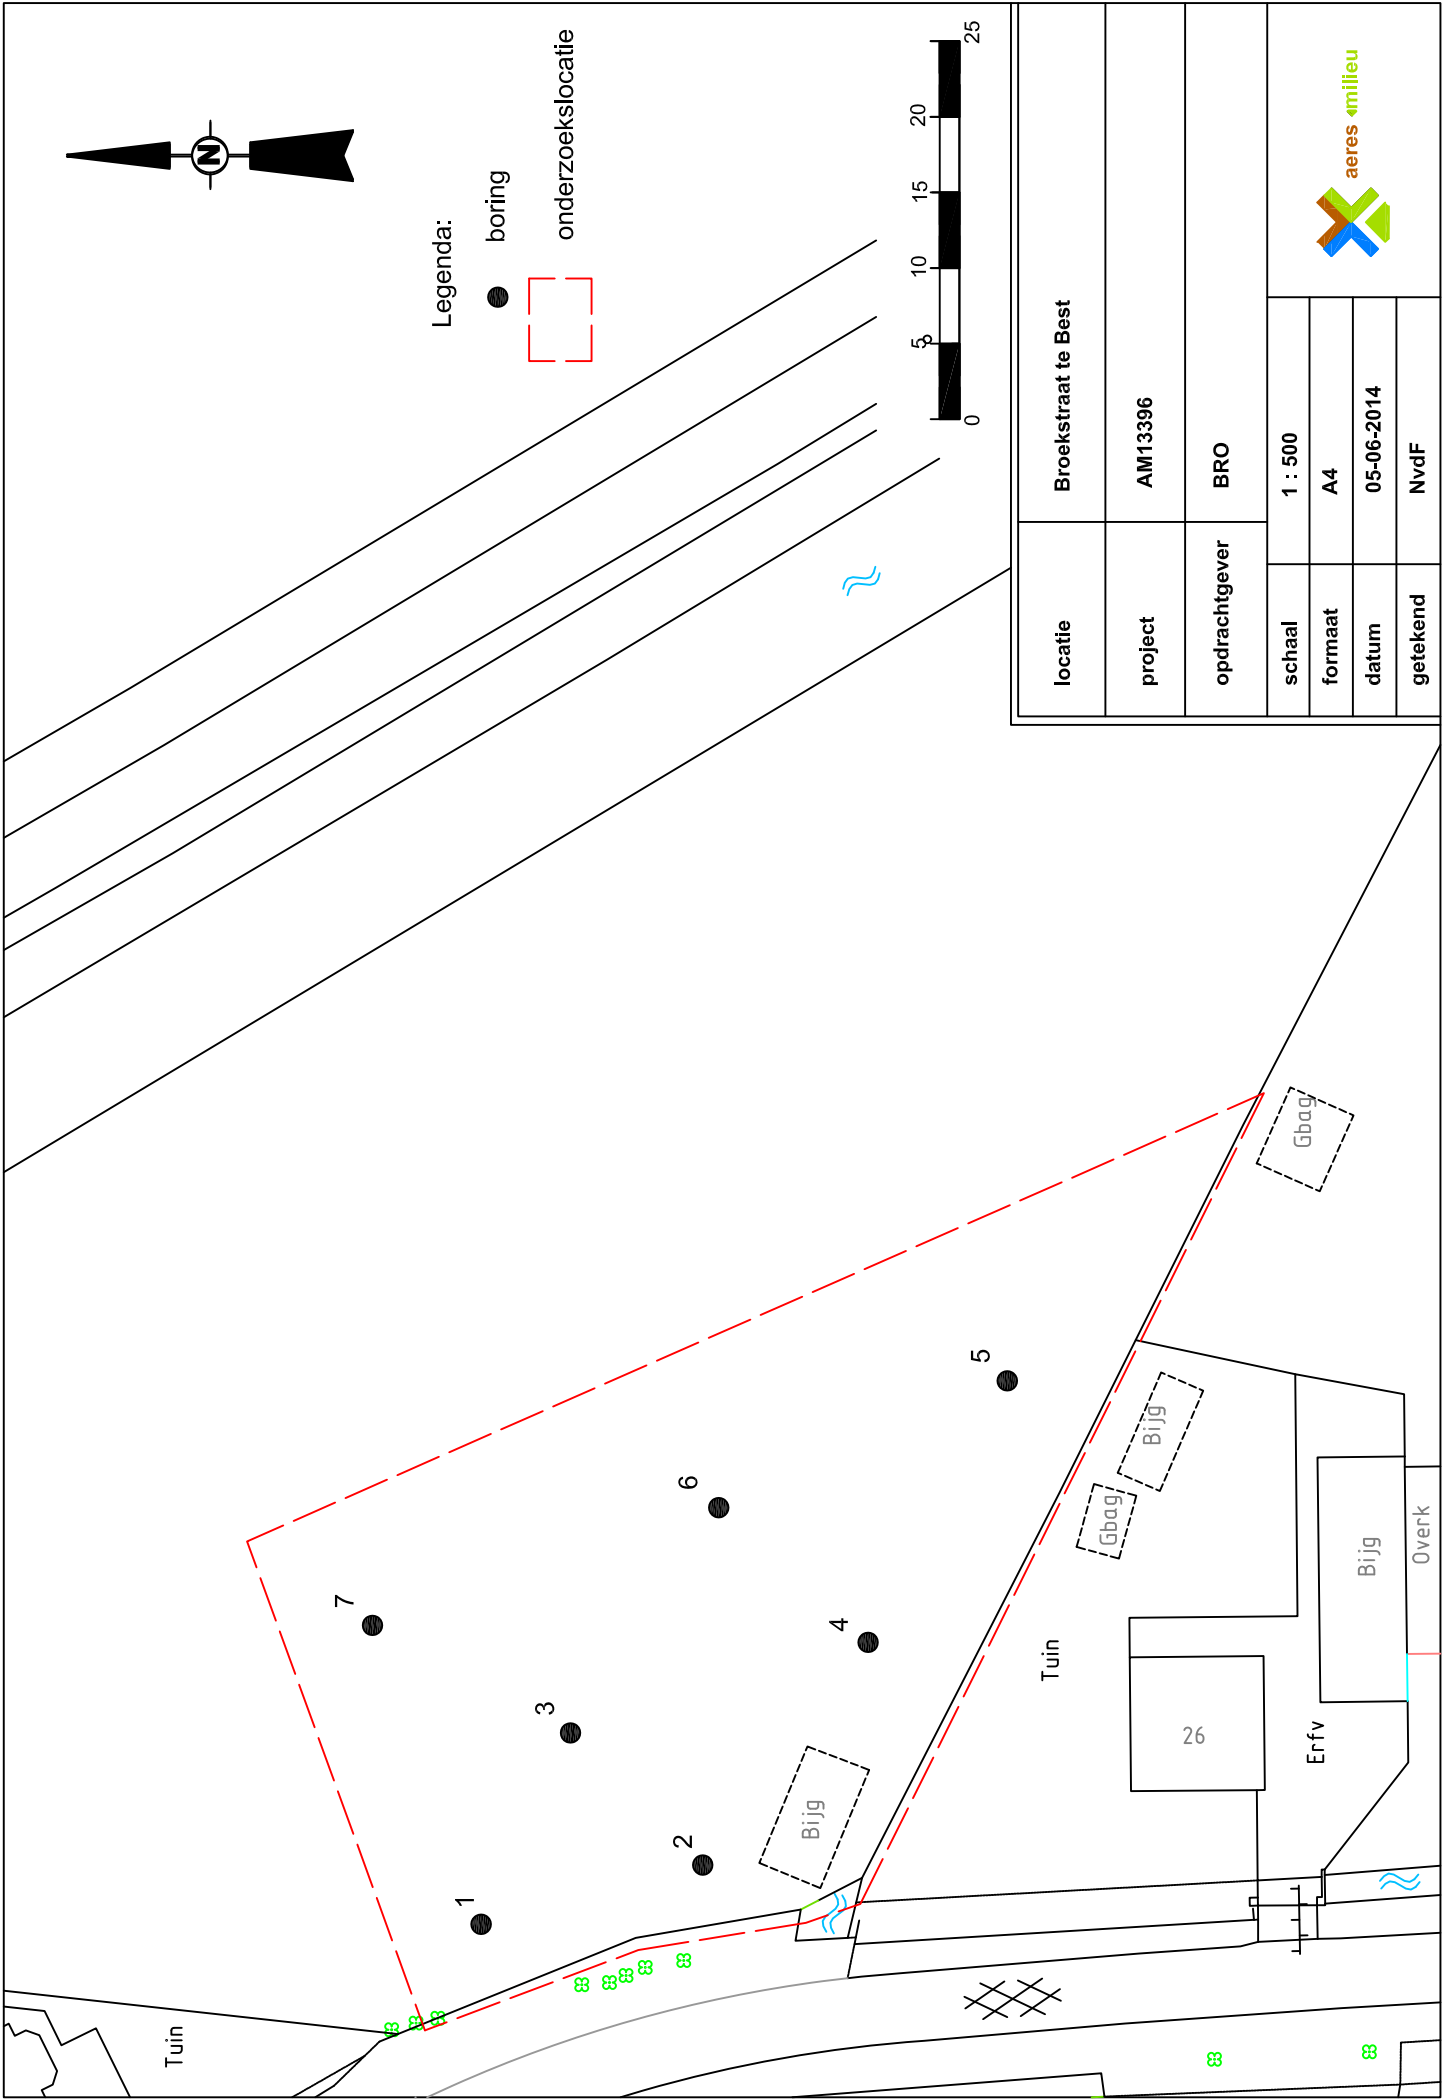 N
Legenda:
boring
onderzoekslocatie
0
5
10
15
20
25
locatie Broekstraat te Best
project AM13396
opdrachtgever BRO
schaal 1 : 500
formaat A4
datum 05-06-2014
getekend NvdF
aeres milieu
Tuin
1
2
3
4
5
6
7
Bijg
Tuin
Gbag
Bijg
Gbag
26
Erfv
Bijg
Overk